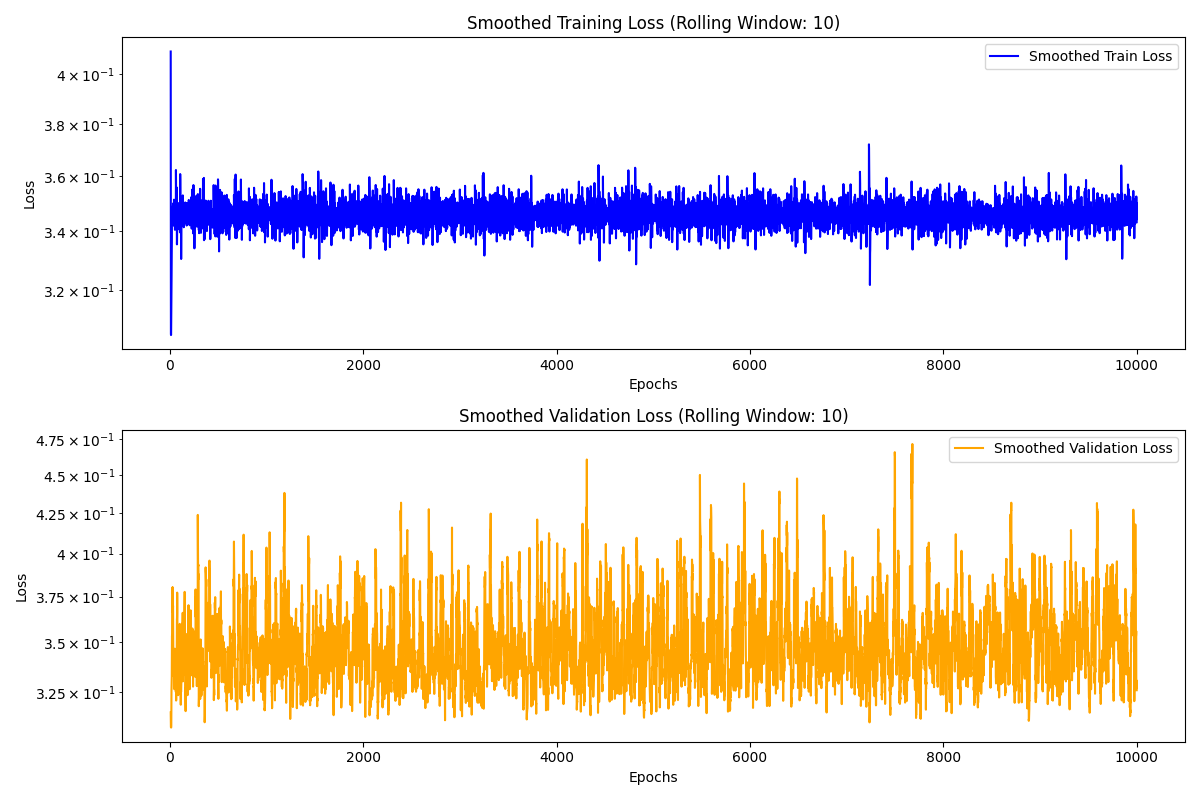 Smoothed Training Loss (Rolling Window: 10)
Smoothed Train Loss
4 × 10⁻¹
3.8 × 10⁻¹
3.6 × 10⁻¹
3.4 × 10⁻¹
3.2 × 10⁻¹
Loss
0 2000 4000 6000 8000 10000
Epochs
Smoothed Validation Loss (Rolling Window: 10)
Smoothed Validation Loss
4.75 × 10⁻¹
4.5 × 10⁻¹
4.25 × 10⁻¹
4 × 10⁻¹
3.75 × 10⁻¹
3.5 × 10⁻¹
3.25 × 10⁻¹
Loss
0 2000 4000 6000 8000 10000
Epochs